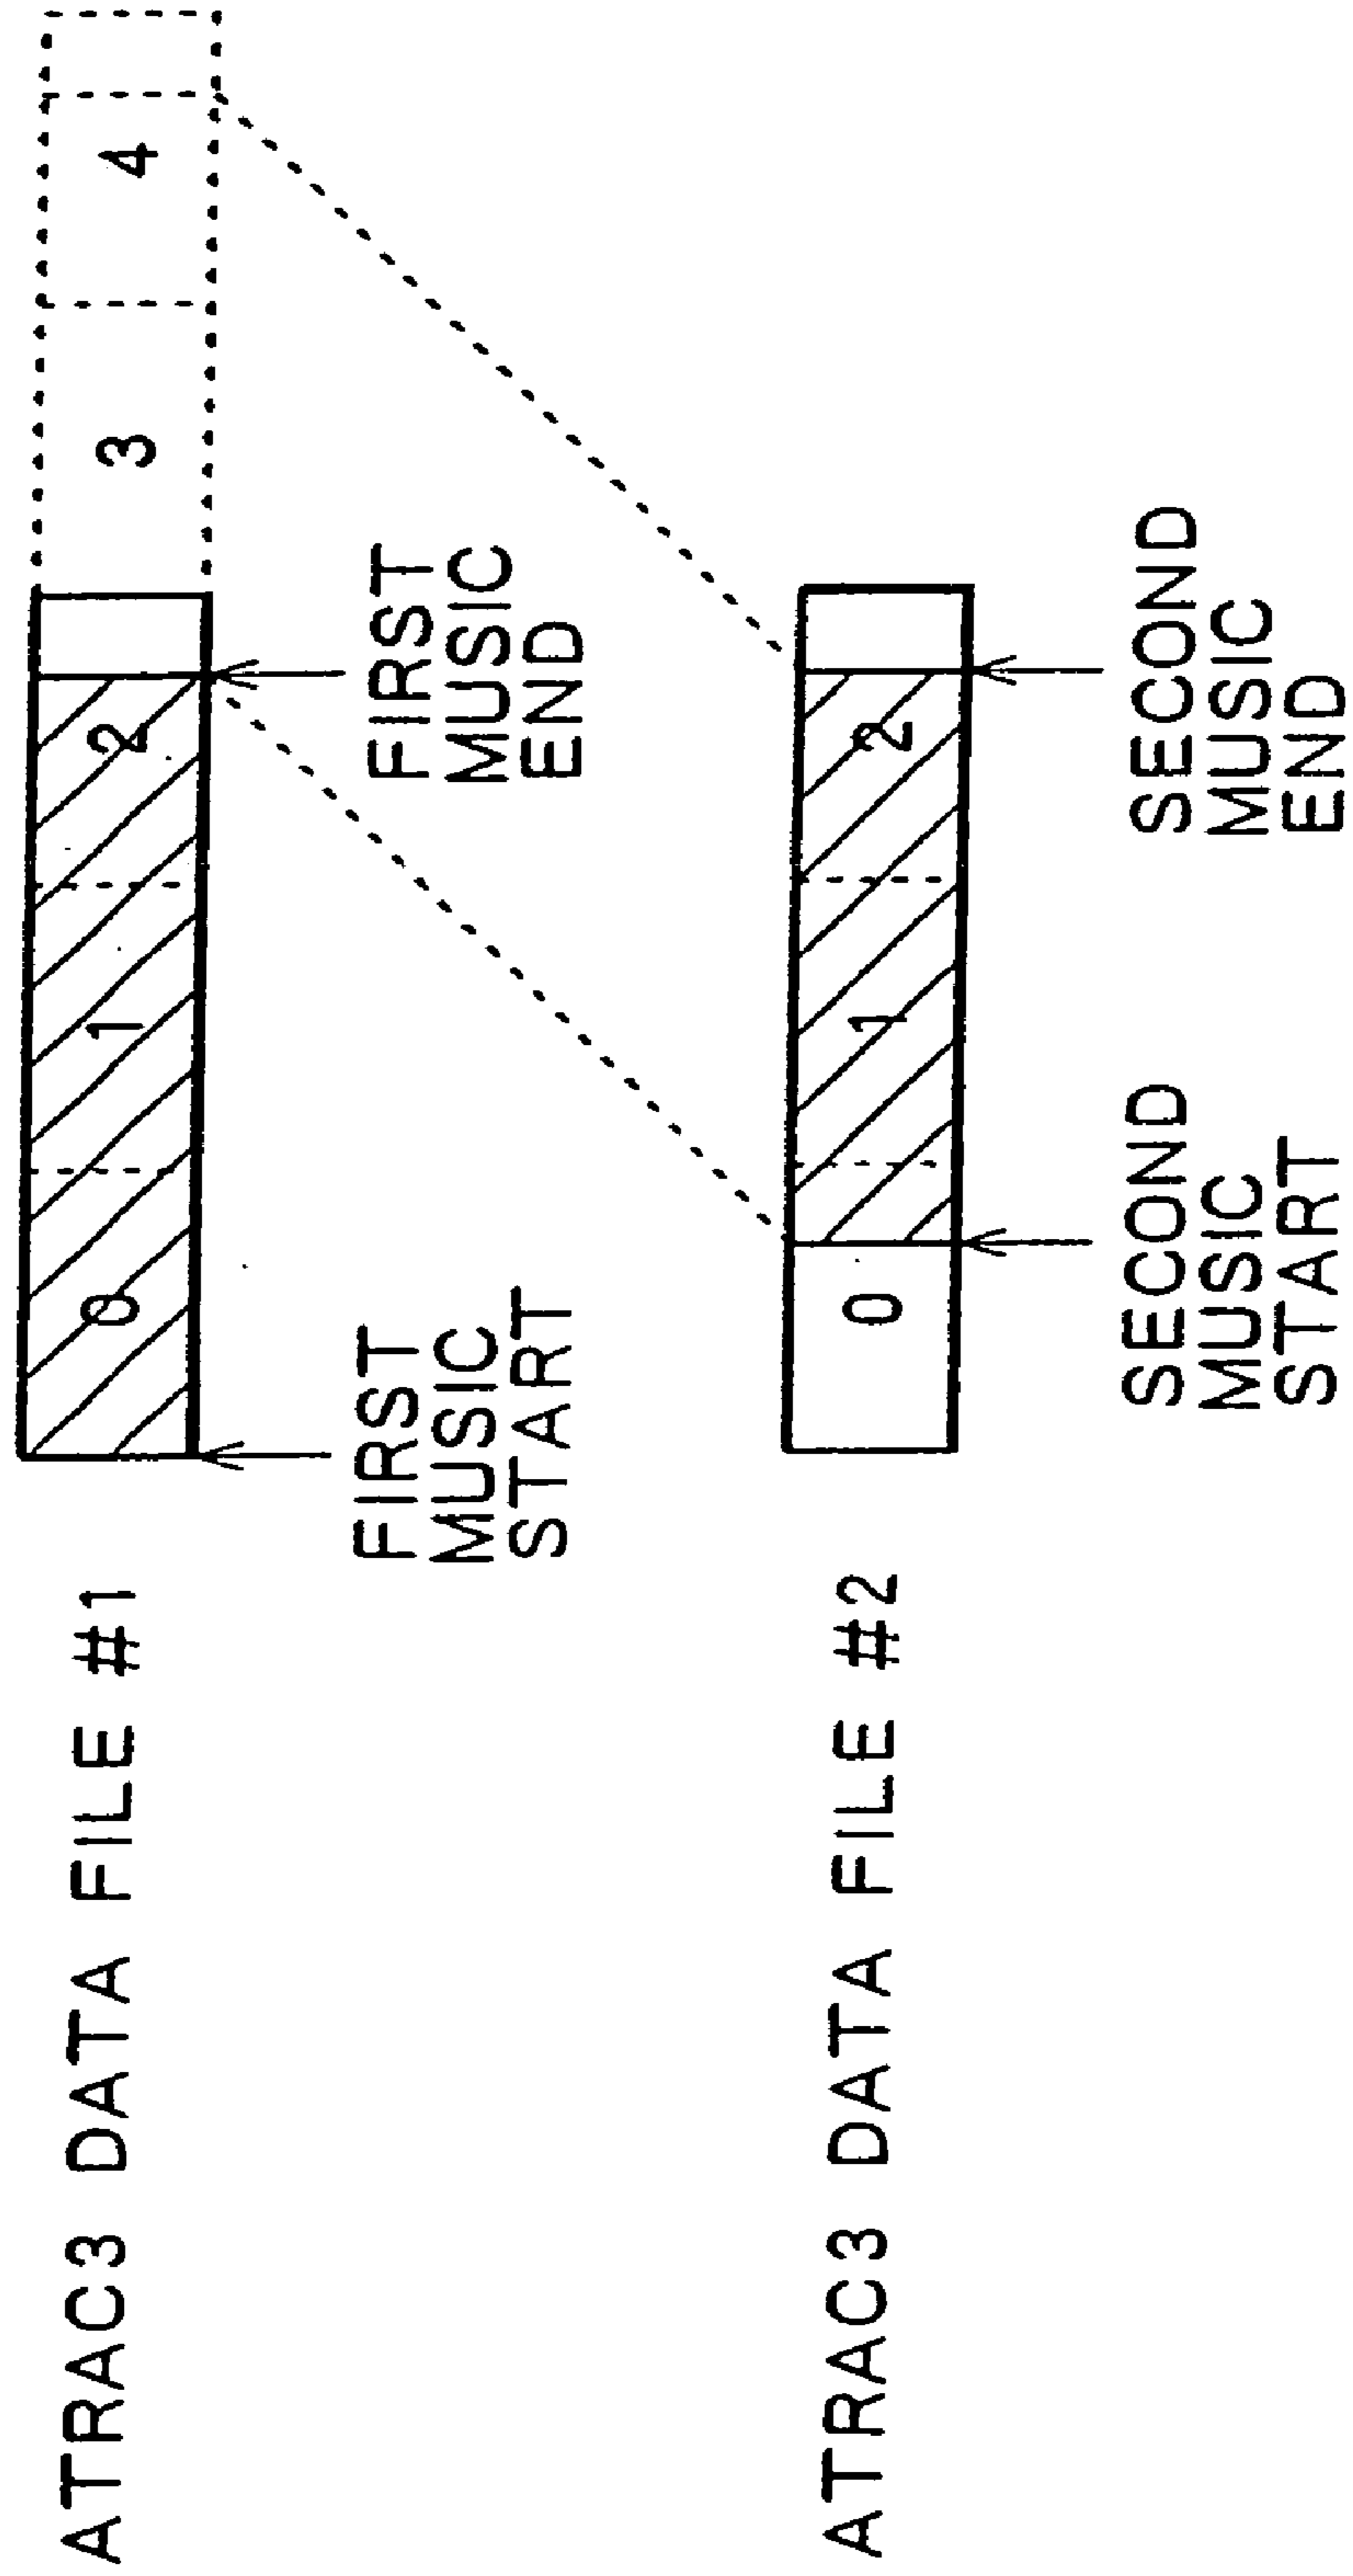 ATRAC3 DATA FILE #1
0
1
2
3
4
FIRST
MUSIC
START
FIRST
MUSIC
END
ATRAC3 DATA FILE #2
0
1
2
SECOND
MUSIC
START
SECOND
MUSIC
END